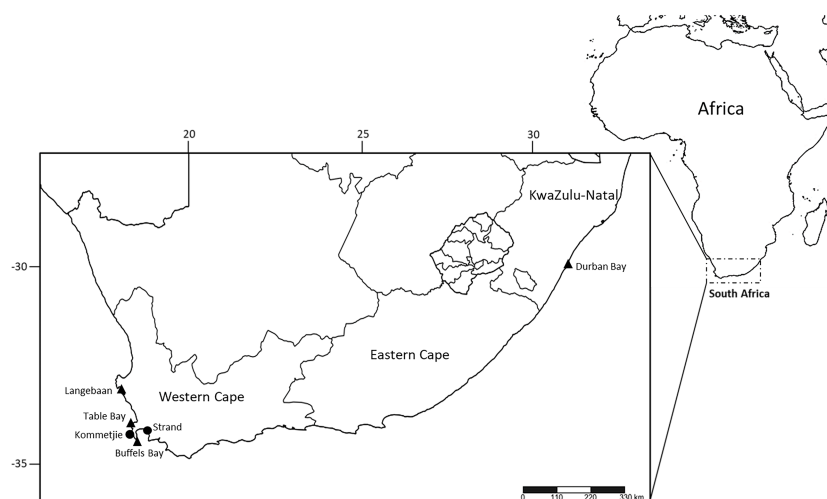 Africa
20
25
30
KwaZulu-Natal
-30
Durban Bay
South Africa
Eastern Cape
Langebaan
Western Cape
Table Bay
Strand
Kommetjie
Buffels Bay
-35
0 110 220 330 km